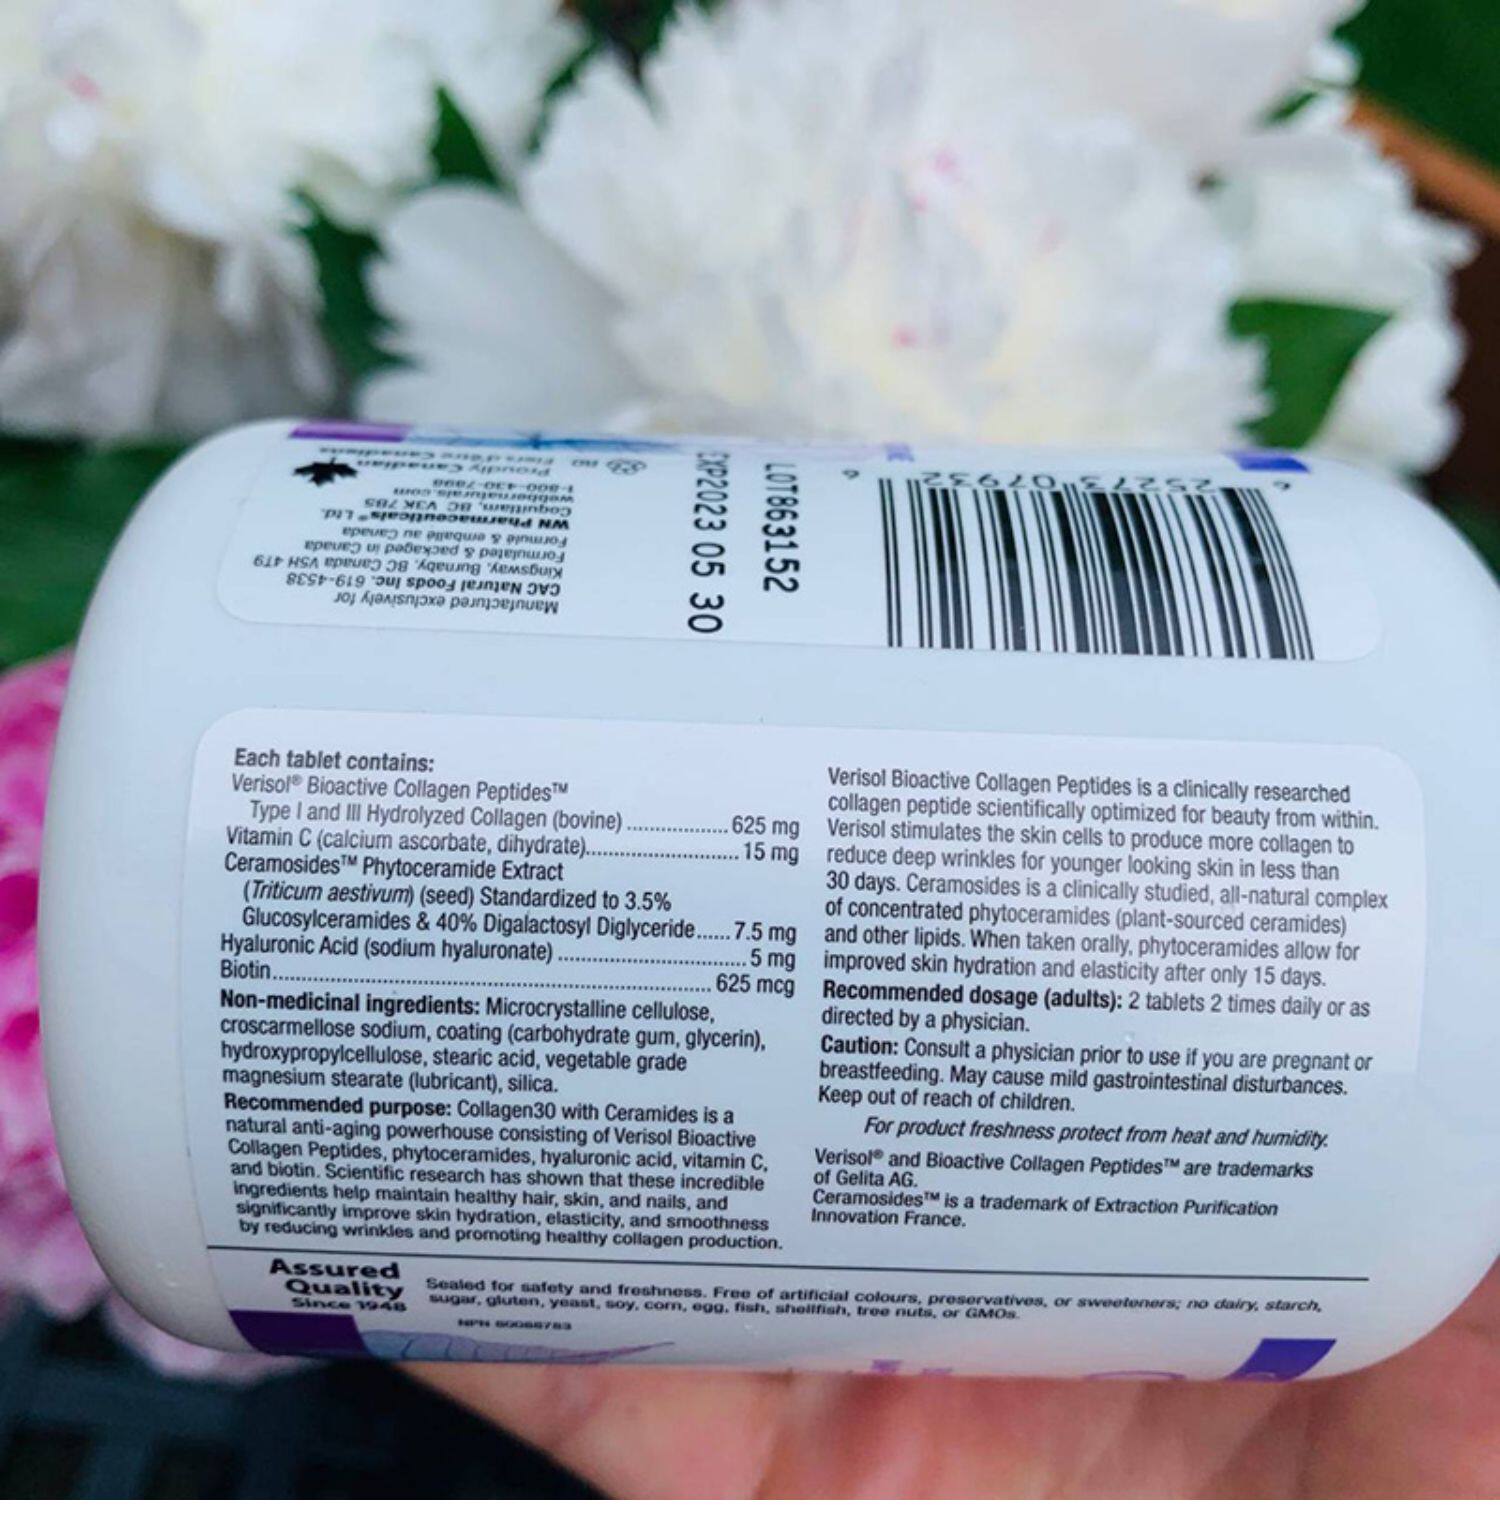 Manufactured exclusively for
CAC Natural Foods Inc. 619-4538
Kingsway, Burnaby, BC Canada V5H 4T9
Formulated & packaged in Canada
Formulé & emballé au Canada
WN Pharmaceuticals® Ltd.
Coquitlam, BC V3K 7B5
webbernaturals.com
1-800-430-7898
Proudly Canadian
Fiers d'être Canadiens
EXP2023 05 30
LOT863152
6 25273 07932 6
Each tablet contains:
Verisol® Bioactive Collagen Peptides™
Type I and III Hydrolyzed Collagen (bovine) .................. 625 mg
Vitamin C (calcium ascorbate, dihydrate)........................... 15 mg
Ceramosides™ Phytoceramide Extract
(Triticum aestivum) (seed) Standardized to 3.5%
Glucosylceramides & 40% Digalactosyl Diglyceride...... 7.5 mg
Hyaluronic Acid (sodium hyaluronate) ................................. 5 mg
Biotin............................................................................. 625 mcg
Non-medicinal ingredients: Microcrystalline cellulose,
croscarmellose sodium, coating (carbohydrate gum, glycerin),
hydroxypropylcellulose, stearic acid, vegetable grade
magnesium stearate (lubricant), silica.
Recommended purpose: Collagen30 with Ceramides is a
natural anti-aging powerhouse consisting of Verisol Bioactive
Collagen Peptides, phytoceramides, hyaluronic acid, vitamin C,
and biotin. Scientific research has shown that these incredible
ingredients help maintain healthy hair, skin, and nails, and
significantly improve skin hydration, elasticity, and smoothness
by reducing wrinkles and promoting healthy collagen production.
Verisol Bioactive Collagen Peptides is a clinically researched
collagen peptide scientifically optimized for beauty from within.
Verisol stimulates the skin cells to produce more collagen to
reduce deep wrinkles for younger looking skin in less than
30 days. Ceramosides is a clinically studied, all-natural complex
of concentrated phytoceramides (plant-sourced ceramides)
and other lipids. When taken orally, phytoceramides allow for
improved skin hydration and elasticity after only 15 days.
Recommended dosage (adults): 2 tablets 2 times daily or as
directed by a physician.
Caution: Consult a physician prior to use if you are pregnant or
breastfeeding. May cause mild gastrointestinal disturbances.
Keep out of reach of children.
For product freshness protect from heat and humidity.
Verisol® and Bioactive Collagen Peptides™ are trademarks
of Gelita AG.
Ceramosides™ is a trademark of Extraction Purification
Innovation France.
Assured
Quality
Since 1948
Sealed for safety and freshness. Free of artificial colours, preservatives, or sweeteners; no dairy, starch,
sugar, gluten, yeast, soy, corn, egg, fish, shellfish, tree nuts, or GMOs.
NPN